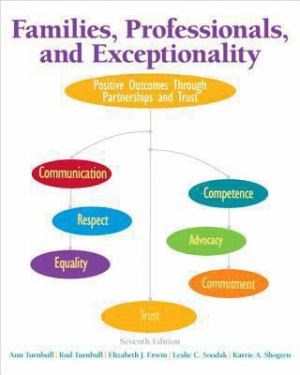 Families, Professionals,
and Exceptionality
Positive Outcomes Through
Partnerships and Trust
Communication
Competence
Respect
Advocacy
Equality
Commitment
Trust
Seventh Edition
Ann Turnbull | Rud Turnbull | Elizabeth J. Erwin | Leslie C. Soodak | Karrie A. Shogren